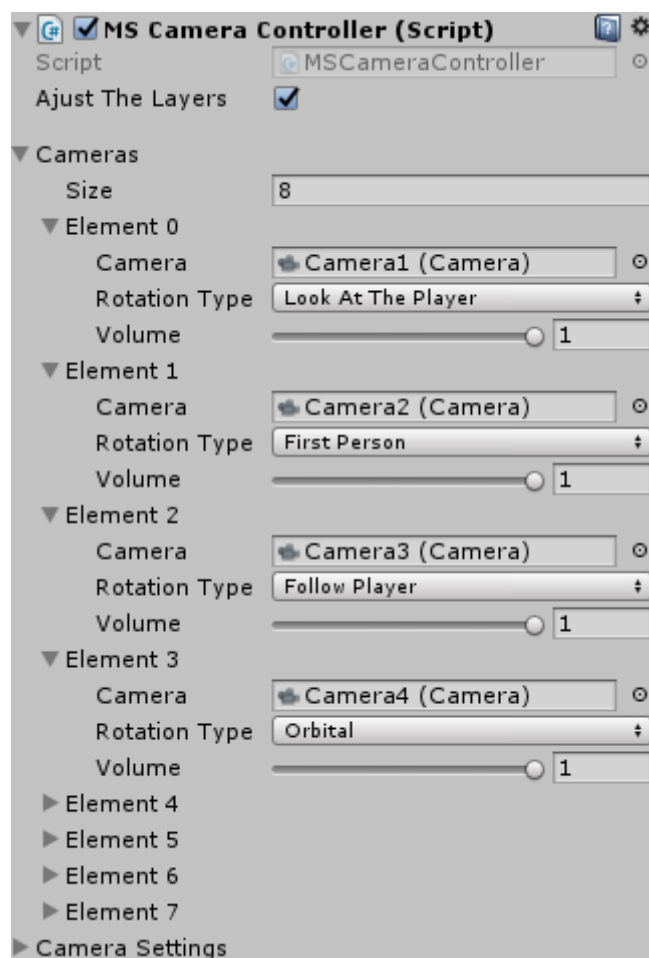 MS Camera Controller (Script)
Script MSCameraController
Ajust The Layers
Cameras
Size 8
Element 0
Camera Camera1 (Camera)
Rotation Type Look At The Player
Volume 1
Element 1
Camera Camera2 (Camera)
Rotation Type First Person
Volume 1
Element 2
Camera Camera3 (Camera)
Rotation Type Follow Player
Volume 1
Element 3
Camera Camera4 (Camera)
Rotation Type Orbital
Volume 1
Element 4
Element 5
Element 6
Element 7
Camera Settings